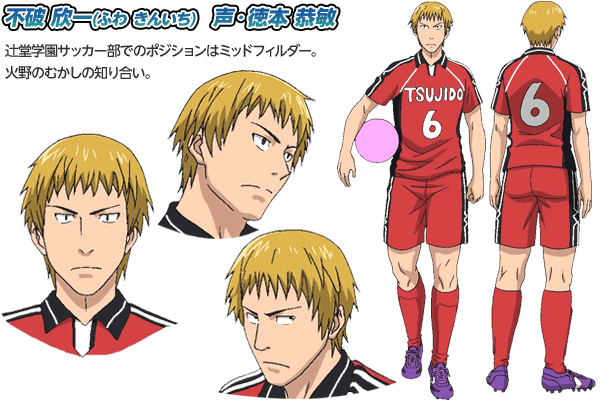 不破 欣一(ふわ きんいち) 声・徳本 恭敏
辻堂学園サッカー部でのポジションはミッドフィルダー。
火野のむかしの知り合い。
TSUJIDO
6
6